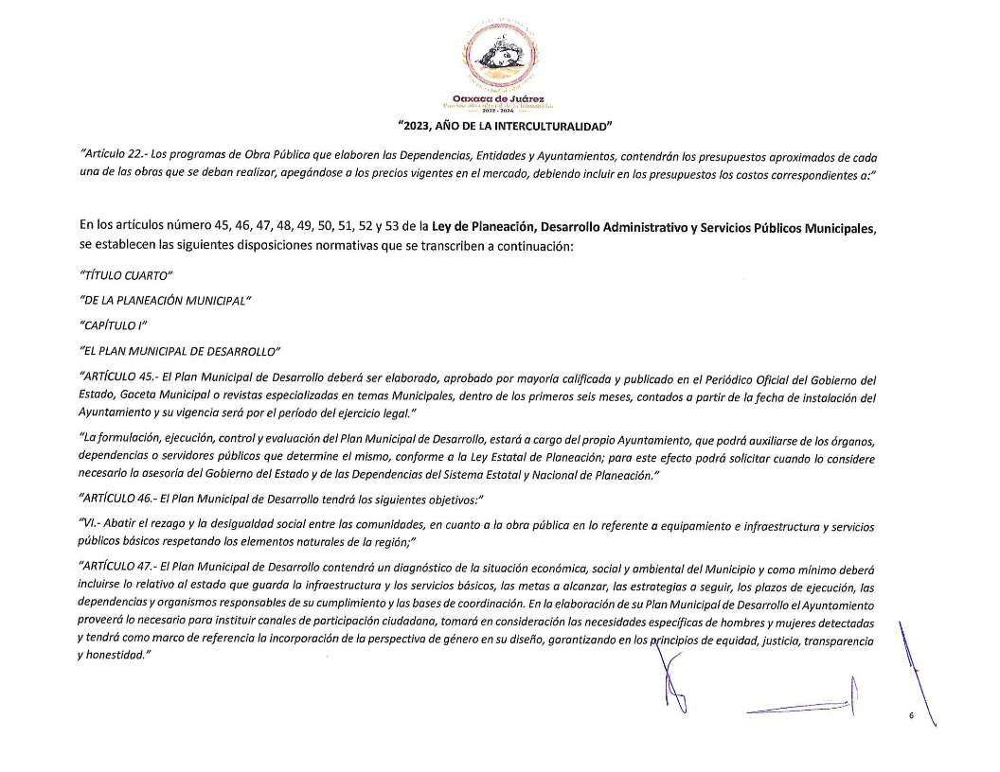 Oaxaca de Juárez
2022 - 2024
“2023, AÑO DE LA INTERCULTURALIDAD”
“Artículo 22.- Los programas de Obra Pública que elaboren las Dependencias, Entidades y Ayuntamientos, contendrán los presupuestos aproximados de cada
una de las obras que se deban realizar, apegándose a los precios vigentes en el mercado, debiendo incluir en los presupuestos los costos correspondientes a:”
En los artículos número 45, 46, 47, 48, 49, 50, 51, 52 y 53 de la Ley de Planeación, Desarrollo Administrativo y Servicios Públicos Municipales,
se establecen las siguientes disposiciones normativas que se transcriben a continuación:
“TÍTULO CUARTO”
“DE LA PLANEACIÓN MUNICIPAL“
“CAPÍTULO I”
“EL PLAN MUNICIPAL DE DESARROLLO”
“ARTÍCULO 45.- El Plan Municipal de Desarrollo deberá ser elaborado, aprobado por mayoría calificada y publicado en el Periódico Oficial del Gobierno del
Estado, Gaceta Municipal o revistas especializadas en temas Municipales, dentro de los primeros seis meses, contados a partir de la fecha de instalación del
Ayuntamiento y su vigencia será por el período del ejercicio legal.”
“La formulación, ejecución, control y evaluación del Plan Municipal de Desarrollo, estará a cargo del propio Ayuntamiento, que podrá auxiliarse de los órganos,
dependencias o servidores públicos que determine el mismo, conforme a la Ley Estatal de Planeación; para este efecto podrá solicitar cuando lo considere
necesario la asesoría del Gobierno del Estado y de las Dependencias del Sistema Estatal y Nacional de Planeación.”
“ARTÍCULO 46.- El Plan Municipal de Desarrollo tendrá los siguientes objetivos:”
“VI.- Abatir el rezago y la desigualdad social entre las comunidades, en cuanto a la obra pública en lo referente a equipamiento e infraestructura y servicios
públicos básicos respetando los elementos naturales de la región;”
“ARTÍCULO 47.- El Plan Municipal de Desarrollo contendrá un diagnóstico de la situación económica, social y ambiental del Municipio y como mínimo deberá
incluirse lo relativo al estado que guarda la infraestructura y los servicios básicos, las metas a alcanzar, las estrategias a seguir, los plazos de ejecución, las
dependencias y organismos responsables de su cumplimiento y las bases de coordinación. En la elaboración de su Plan Municipal de Desarrollo el Ayuntamiento
proveerá lo necesario para instituir canales de participación ciudadana, tomará en consideración las necesidades específicas de hombres y mujeres detectadas
y tendrá como marco de referencia la incorporación de la perspectiva de género en su diseño, garantizando en los principios de equidad, justicia, transparencia
y honestidad.”
6